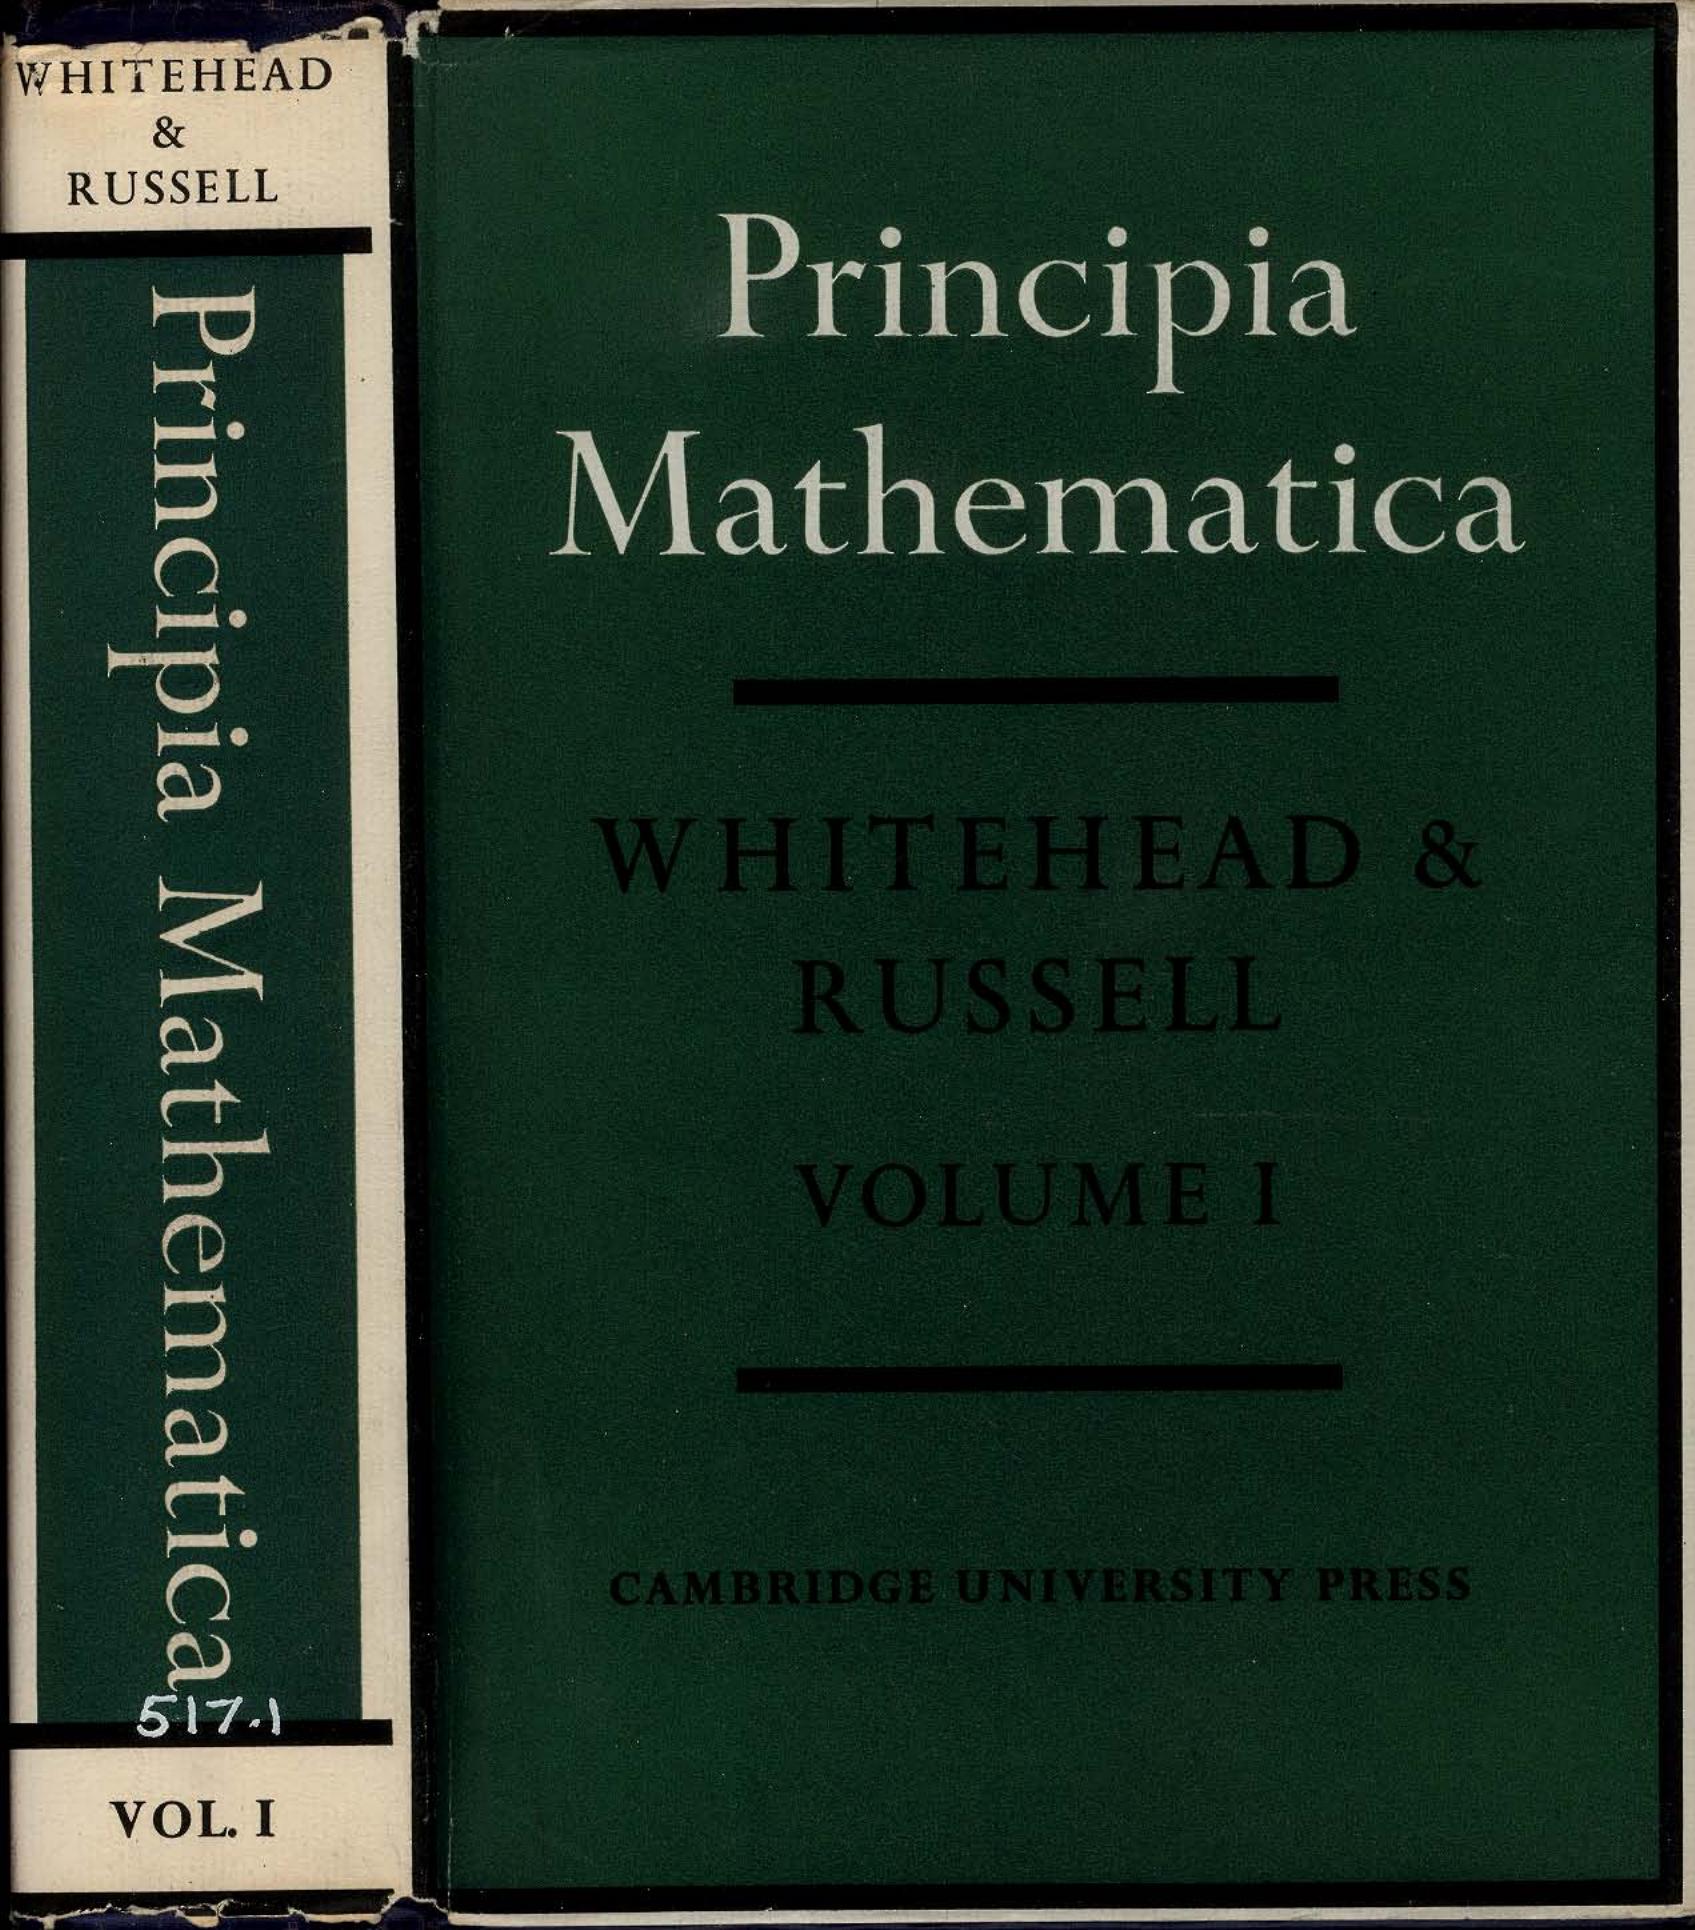 WHITEHEAD
&
RUSSELL
Principia Mathematica
517.1
VOL. I
Principia
Mathematica
WHITEHEAD &
RUSSELL
VOLUME I
CAMBRIDGE UNIVERSITY PRESS